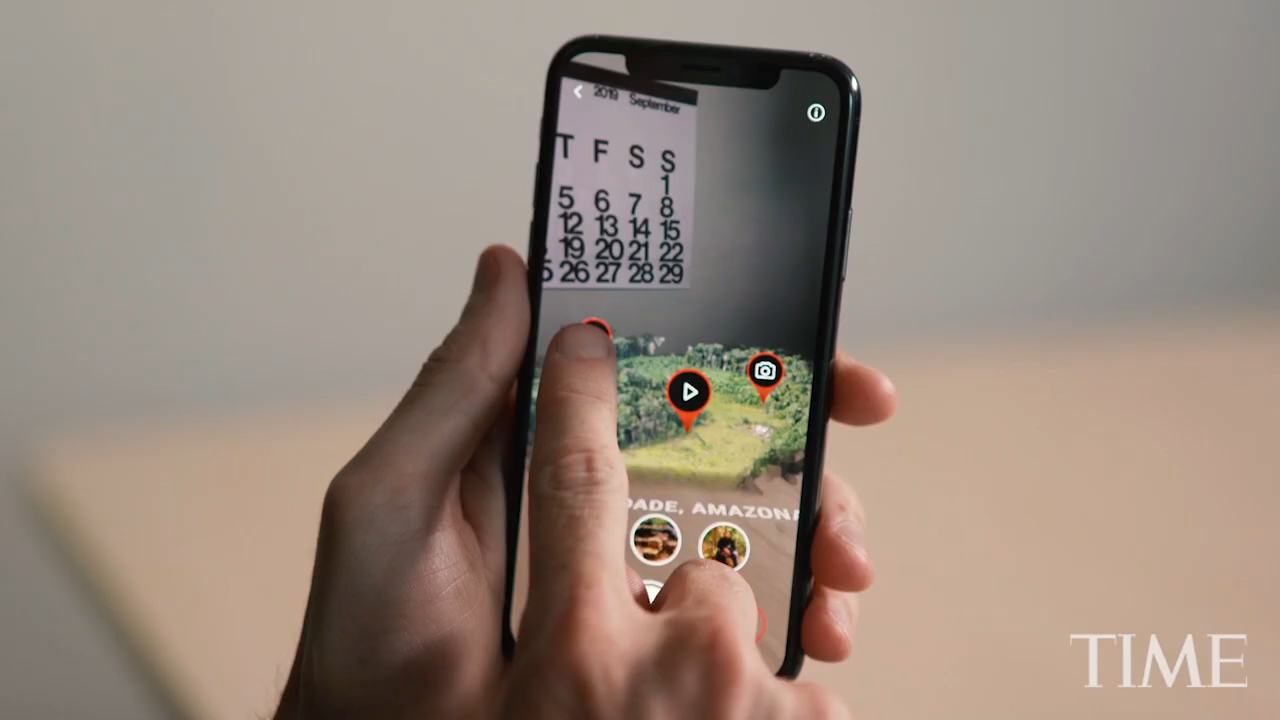 2019 September
T F S S
1
5 6 7 8
12 13 14 15
19 20 21 22
5 26 27 28 29
DADE, AMAZONA
TIME